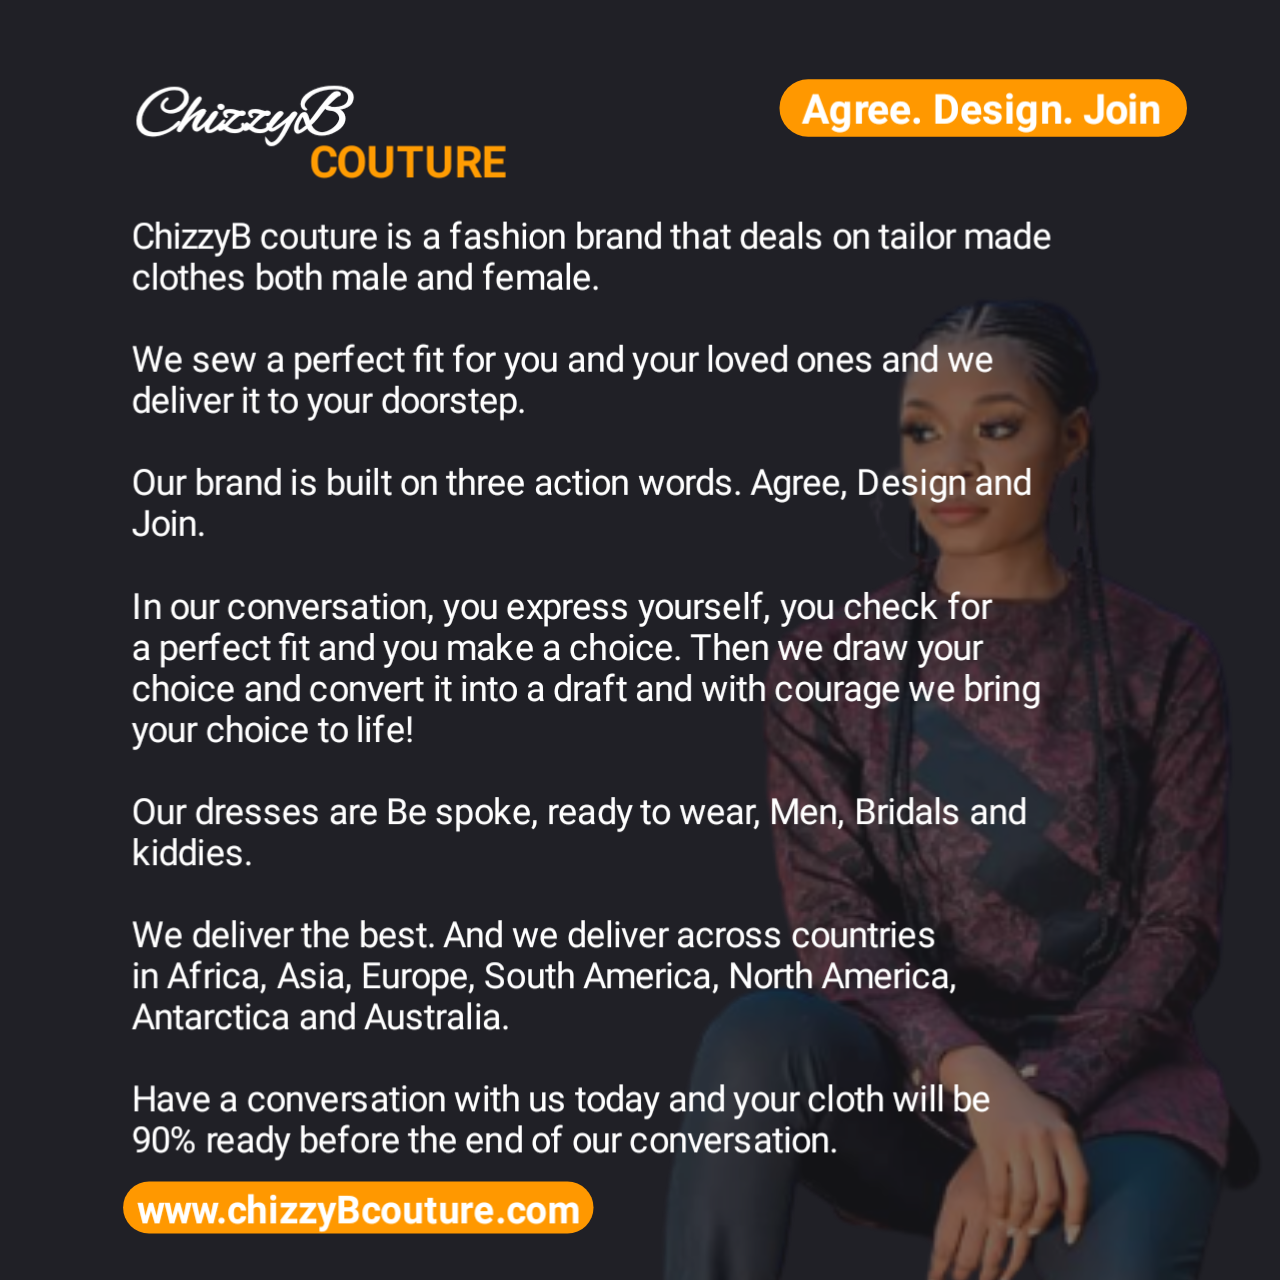 ChizzyB
COUTURE
Agree. Design. Join
ChizzyB couture is a fashion brand that deals on tailor made
clothes both male and female.
We sew a perfect fit for you and your loved ones and we
deliver it to your doorstep.
Our brand is built on three action words. Agree, Design and
Join.
In our conversation, you express yourself, you check for
a perfect fit and you make a choice. Then we draw your
choice and convert it into a draft and with courage we bring
your choice to life!
Our dresses are Be spoke, ready to wear, Men, Bridals and
kiddies.
We deliver the best. And we deliver across countries
in Africa, Asia, Europe, South America, North America,
Antarctica and Australia.
Have a conversation with us today and your cloth will be
90% ready before the end of our conversation.
www.chizzyBcouture.com